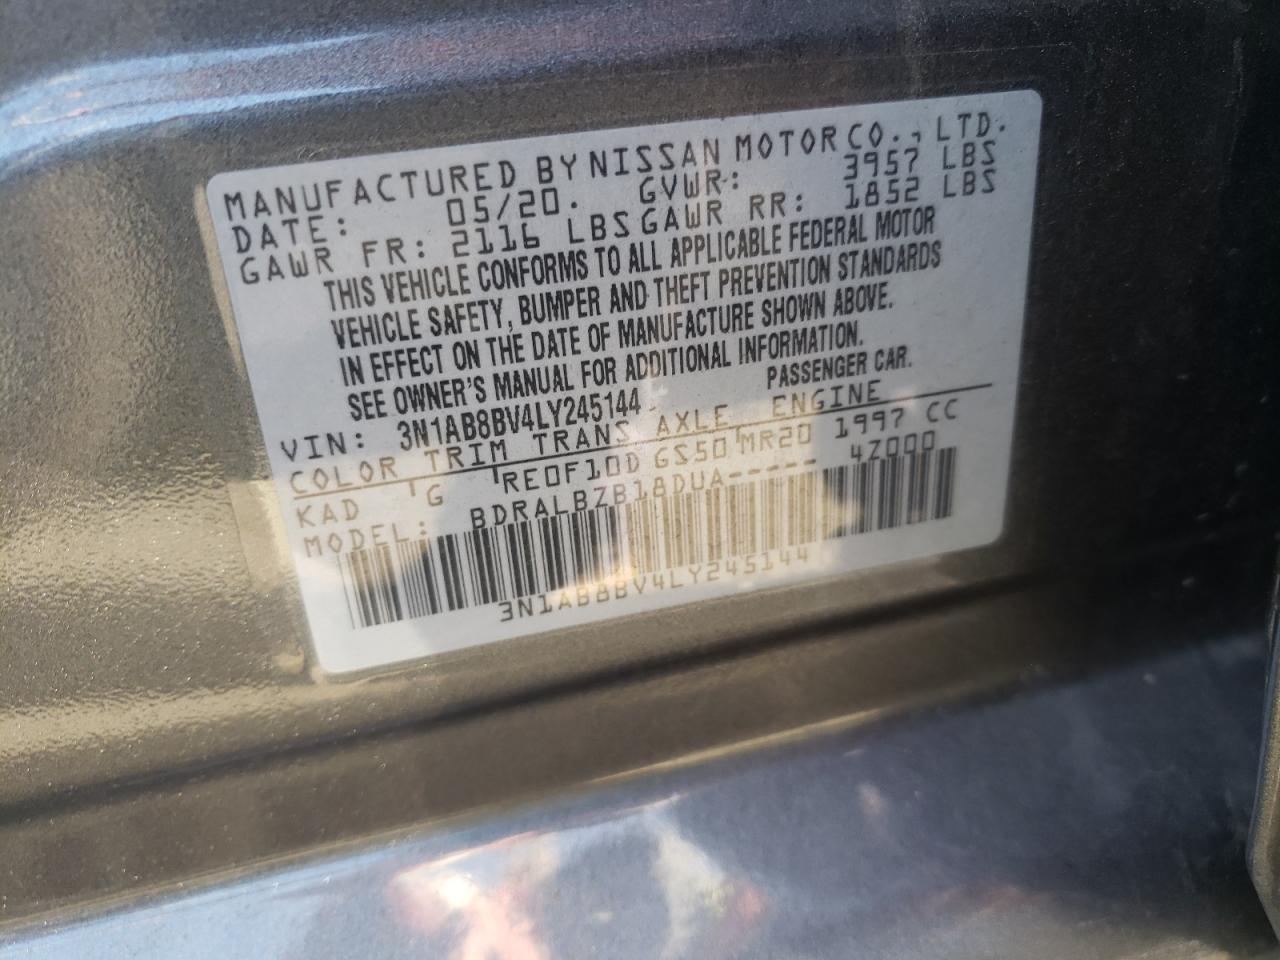 MANUFACTURED BY NISSAN MOTOR CO., LTD.
DATE: 05/20. GVWR: 3957 LBS
GAWR FR: 2116 LBS GAWR RR: 1852 LBS
THIS VEHICLE CONFORMS TO ALL APPLICABLE FEDERAL MOTOR
VEHICLE SAFETY, BUMPER AND THEFT PREVENTION STANDARDS
IN EFFECT ON THE DATE OF MANUFACTURE SHOWN ABOVE.
SEE OWNER'S MANUAL FOR ADDITIONAL INFORMATION.
VIN: 3N1AB8BV4LY245144 PASSENGER CAR.
COLOR TRIM TRANS AXLE ENGINE
KAD G RE0F10D GS50 MR20 1997 CC
MODEL: BDRALBZB18DUA----- 4Z000
3N1AB8BV4LY245144